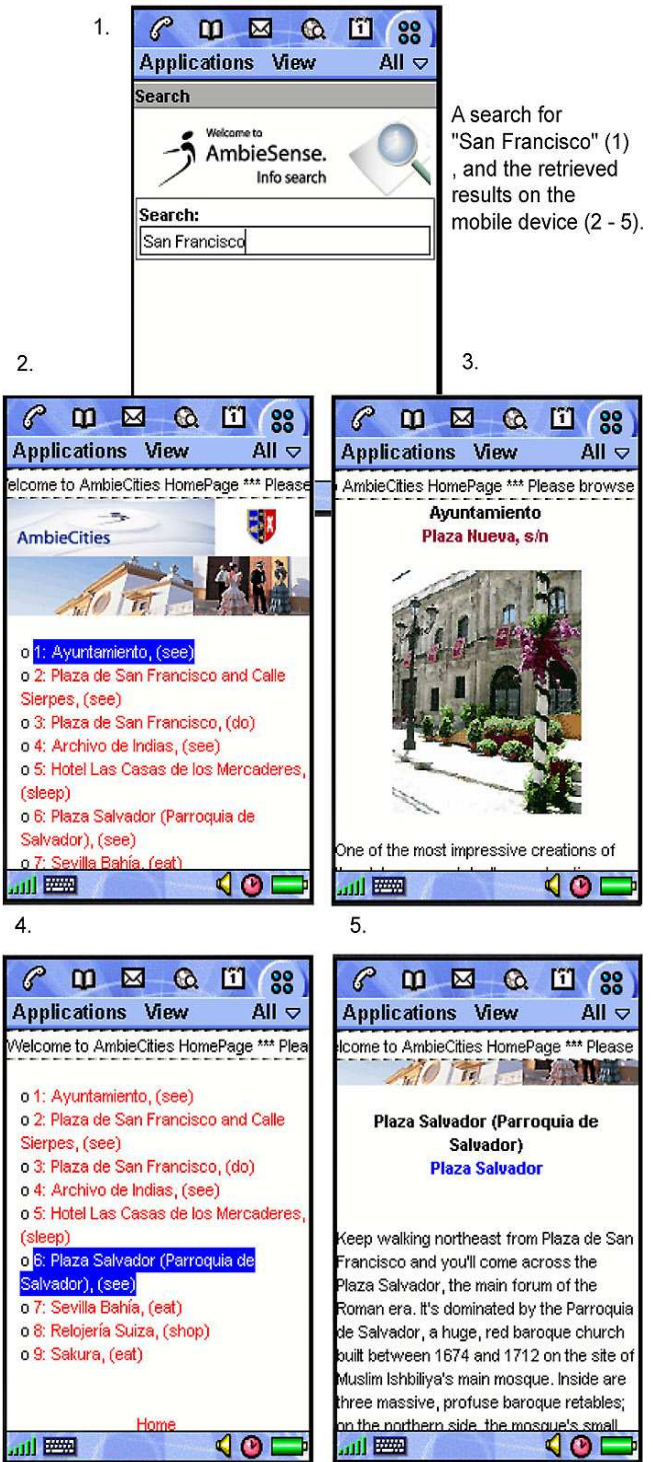 1.
Applications View All
Search
Welcome to
AmbieSense.
Info search
Search:
San Francisco
A search for
"San Francisco" (1)
, and the retrieved
results on the
mobile device (2 - 5).
2.
Applications View All
elcome to AmbieCities HomePage *** Please
AmbieCities
o 1: Ayuntamiento, (see)
o 2: Plaza de San Francisco and Calle
Sierpes, (see)
o 3: Plaza de San Francisco, (do)
o 4: Archivo de Indias, (see)
o 5: Hotel Las Casas de los Mercaderes,
(sleep)
o 6: Plaza Salvador (Parroquia de
Salvador), (see)
o 7: Sevilla Bahía, (eat)
3.
Applications View All
AmbieCities HomePage *** Please browse
Ayuntamiento
Plaza Nueva, s/n
One of the most impressive creations of
4.
Applications View All
Welcome to AmbieCities HomePage *** Plea
o 1: Ayuntamiento, (see)
o 2: Plaza de San Francisco and Calle
Sierpes, (see)
o 3: Plaza de San Francisco, (do)
o 4: Archivo de Indias, (see)
o 5: Hotel Las Casas de los Mercaderes,
(sleep)
o 6: Plaza Salvador (Parroquia de
Salvador), (see)
o 7: Sevilla Bahía, (eat)
o 8: Relojería Suiza, (shop)
o 9: Sakura, (eat)
Home
5.
Applications View All
lcome to AmbieCities HomePage *** Please
Plaza Salvador (Parroquia de
Salvador)
Plaza Salvador
Keep walking northeast from Plaza de San
Francisco and you'll come across the
Plaza Salvador, the main forum of the
Roman era. It's dominated by the Parroquia
de Salvador, a huge, red baroque church
built between 1674 and 1712 on the site of
Muslim Ishbiliya's main mosque. Inside are
three massive, profuse baroque retables;
on the northern side, the mosque's small